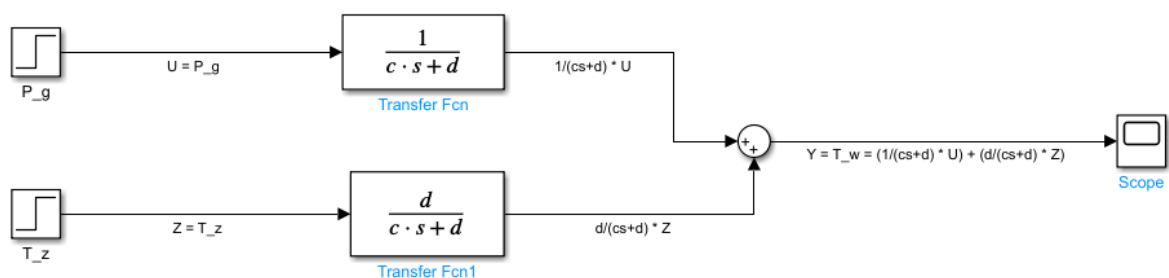 P_g
U = P_g
1
c · s + d
Transfer Fcn
1/(cs+d) * U
+
+
Y = T_w = (1/(cs+d) * U) + (d/(cs+d) * Z)
Scope
T_z
Z = T_z
d
c · s + d
Transfer Fcn1
d/(cs+d) * Z